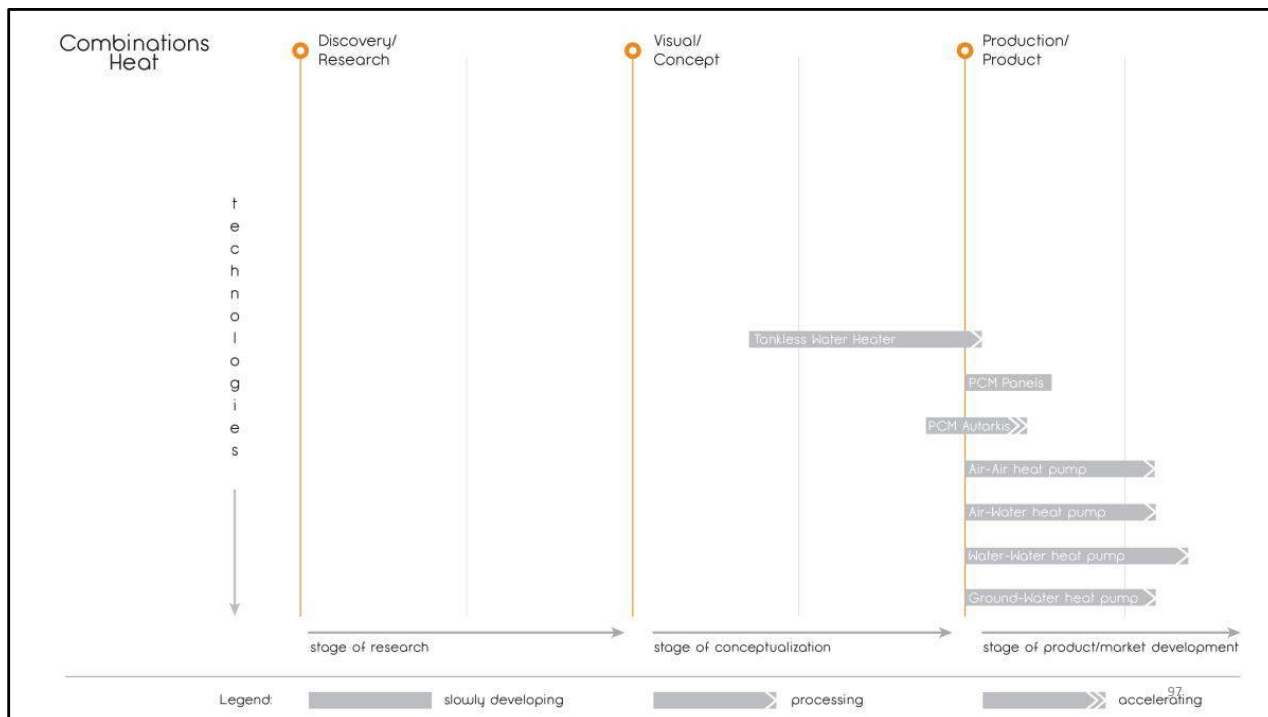 Combinations
Heat
Discovery/
Research
Visual/
Concept
Production/
Product
technologies
Tankless Water Heater
PCM Panels
PCM Autarkis
Air-Air heat pump
Air-Water heat pump
Water-Water heat pump
Ground-Water heat pump
stage of research
stage of conceptualization
stage of product/market development
Legend:
slowly developing
processing
accelerating
97